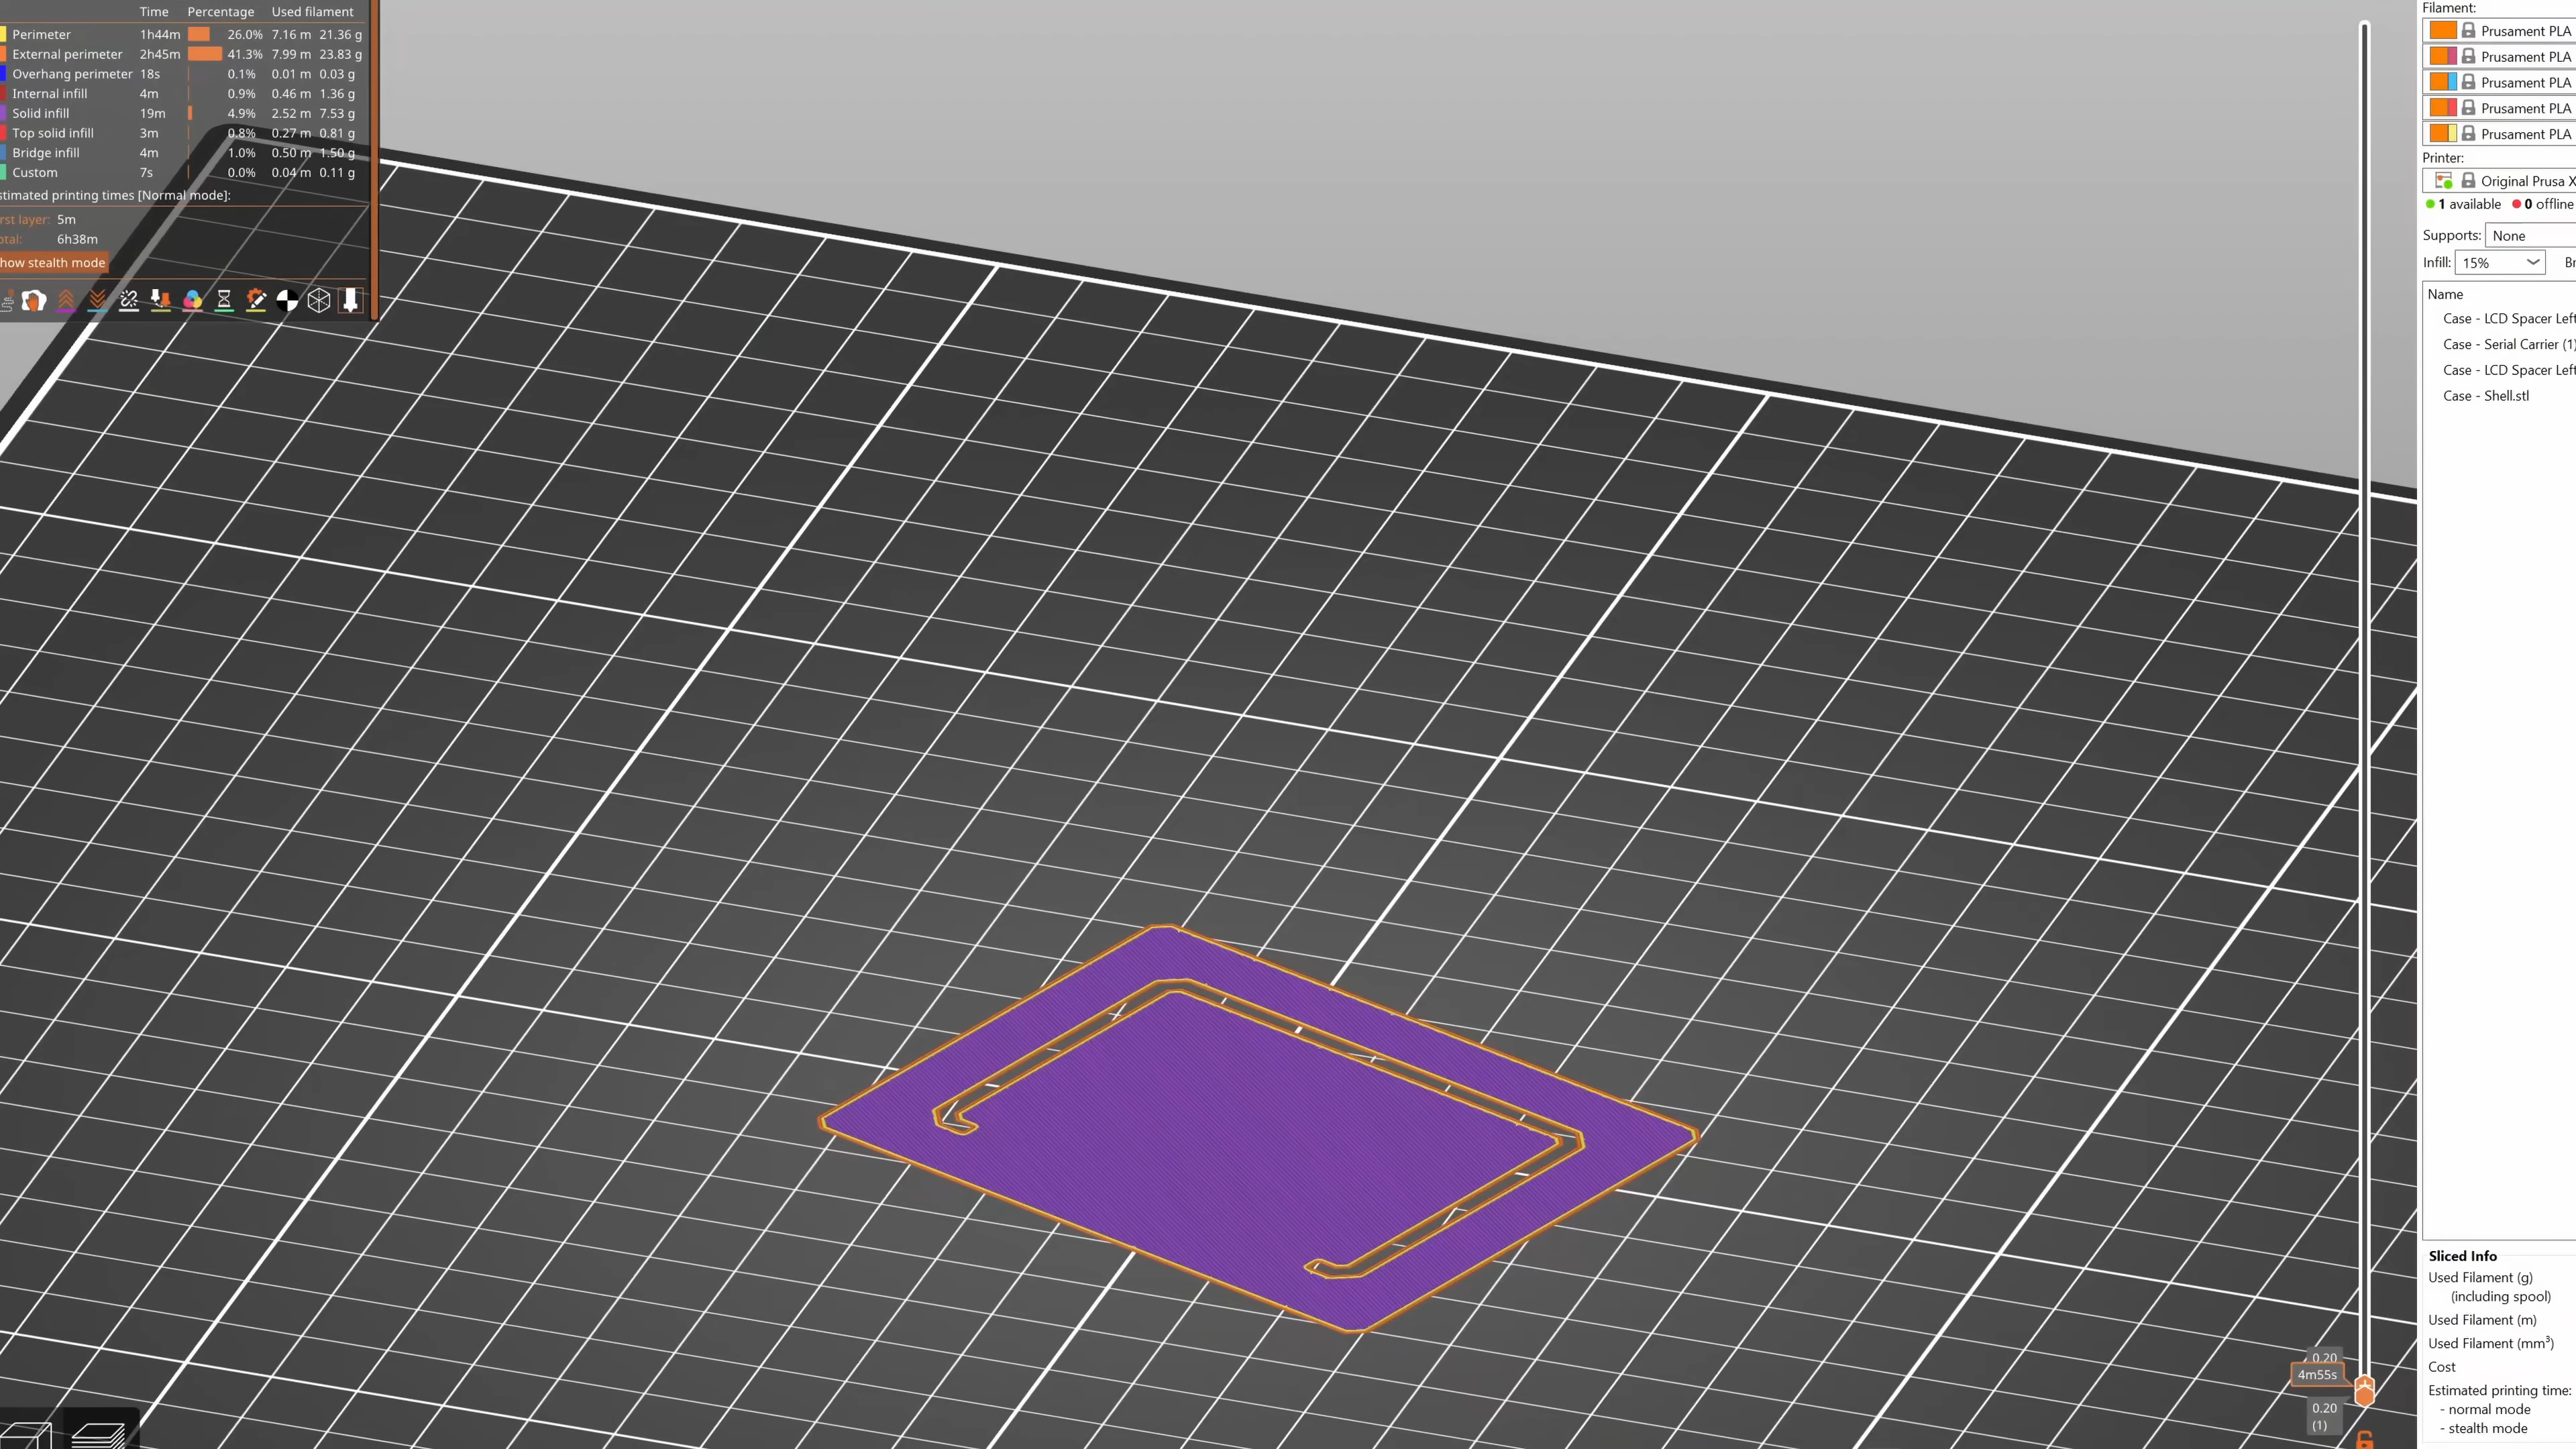 Time Percentage Used filament
Perimeter 1h44m 26.0% 7.16 m 21.36 g
External perimeter 2h45m 41.3% 7.99 m 23.83 g
Overhang perimeter 18s 0.1% 0.01 m 0.03 g
Internal infill 4m 0.9% 0.46 m 1.36 g
Solid infill 19m 4.9% 2.52 m 7.53 g
Top solid infill 3m 0.8% 0.27 m 0.81 g
Bridge infill 4m 1.0% 0.50 m 1.50 g
Custom 7s 0.0% 0.04 m 0.11 g
stimated printing times [Normal mode]:
rst layer: 5m
otal: 6h38m
how stealth mode
Filament:
Prusament PLA
Prusament PLA
Prusament PLA
Prusament PLA
Prusament PLA
Printer:
Original Prusa X
1 available 0 offline
Supports: None
Infill: 15% Br
Name
Case - LCD Spacer Left
Case - Serial Carrier (1)
Case - LCD Spacer Left
Case - Shell.stl
Sliced Info
Used Filament (g)
(including spool)
Used Filament (m)
Used Filament (mm³)
Cost
Estimated printing time:
- normal mode
- stealth mode
0.20
4m55s
0.20
(1)